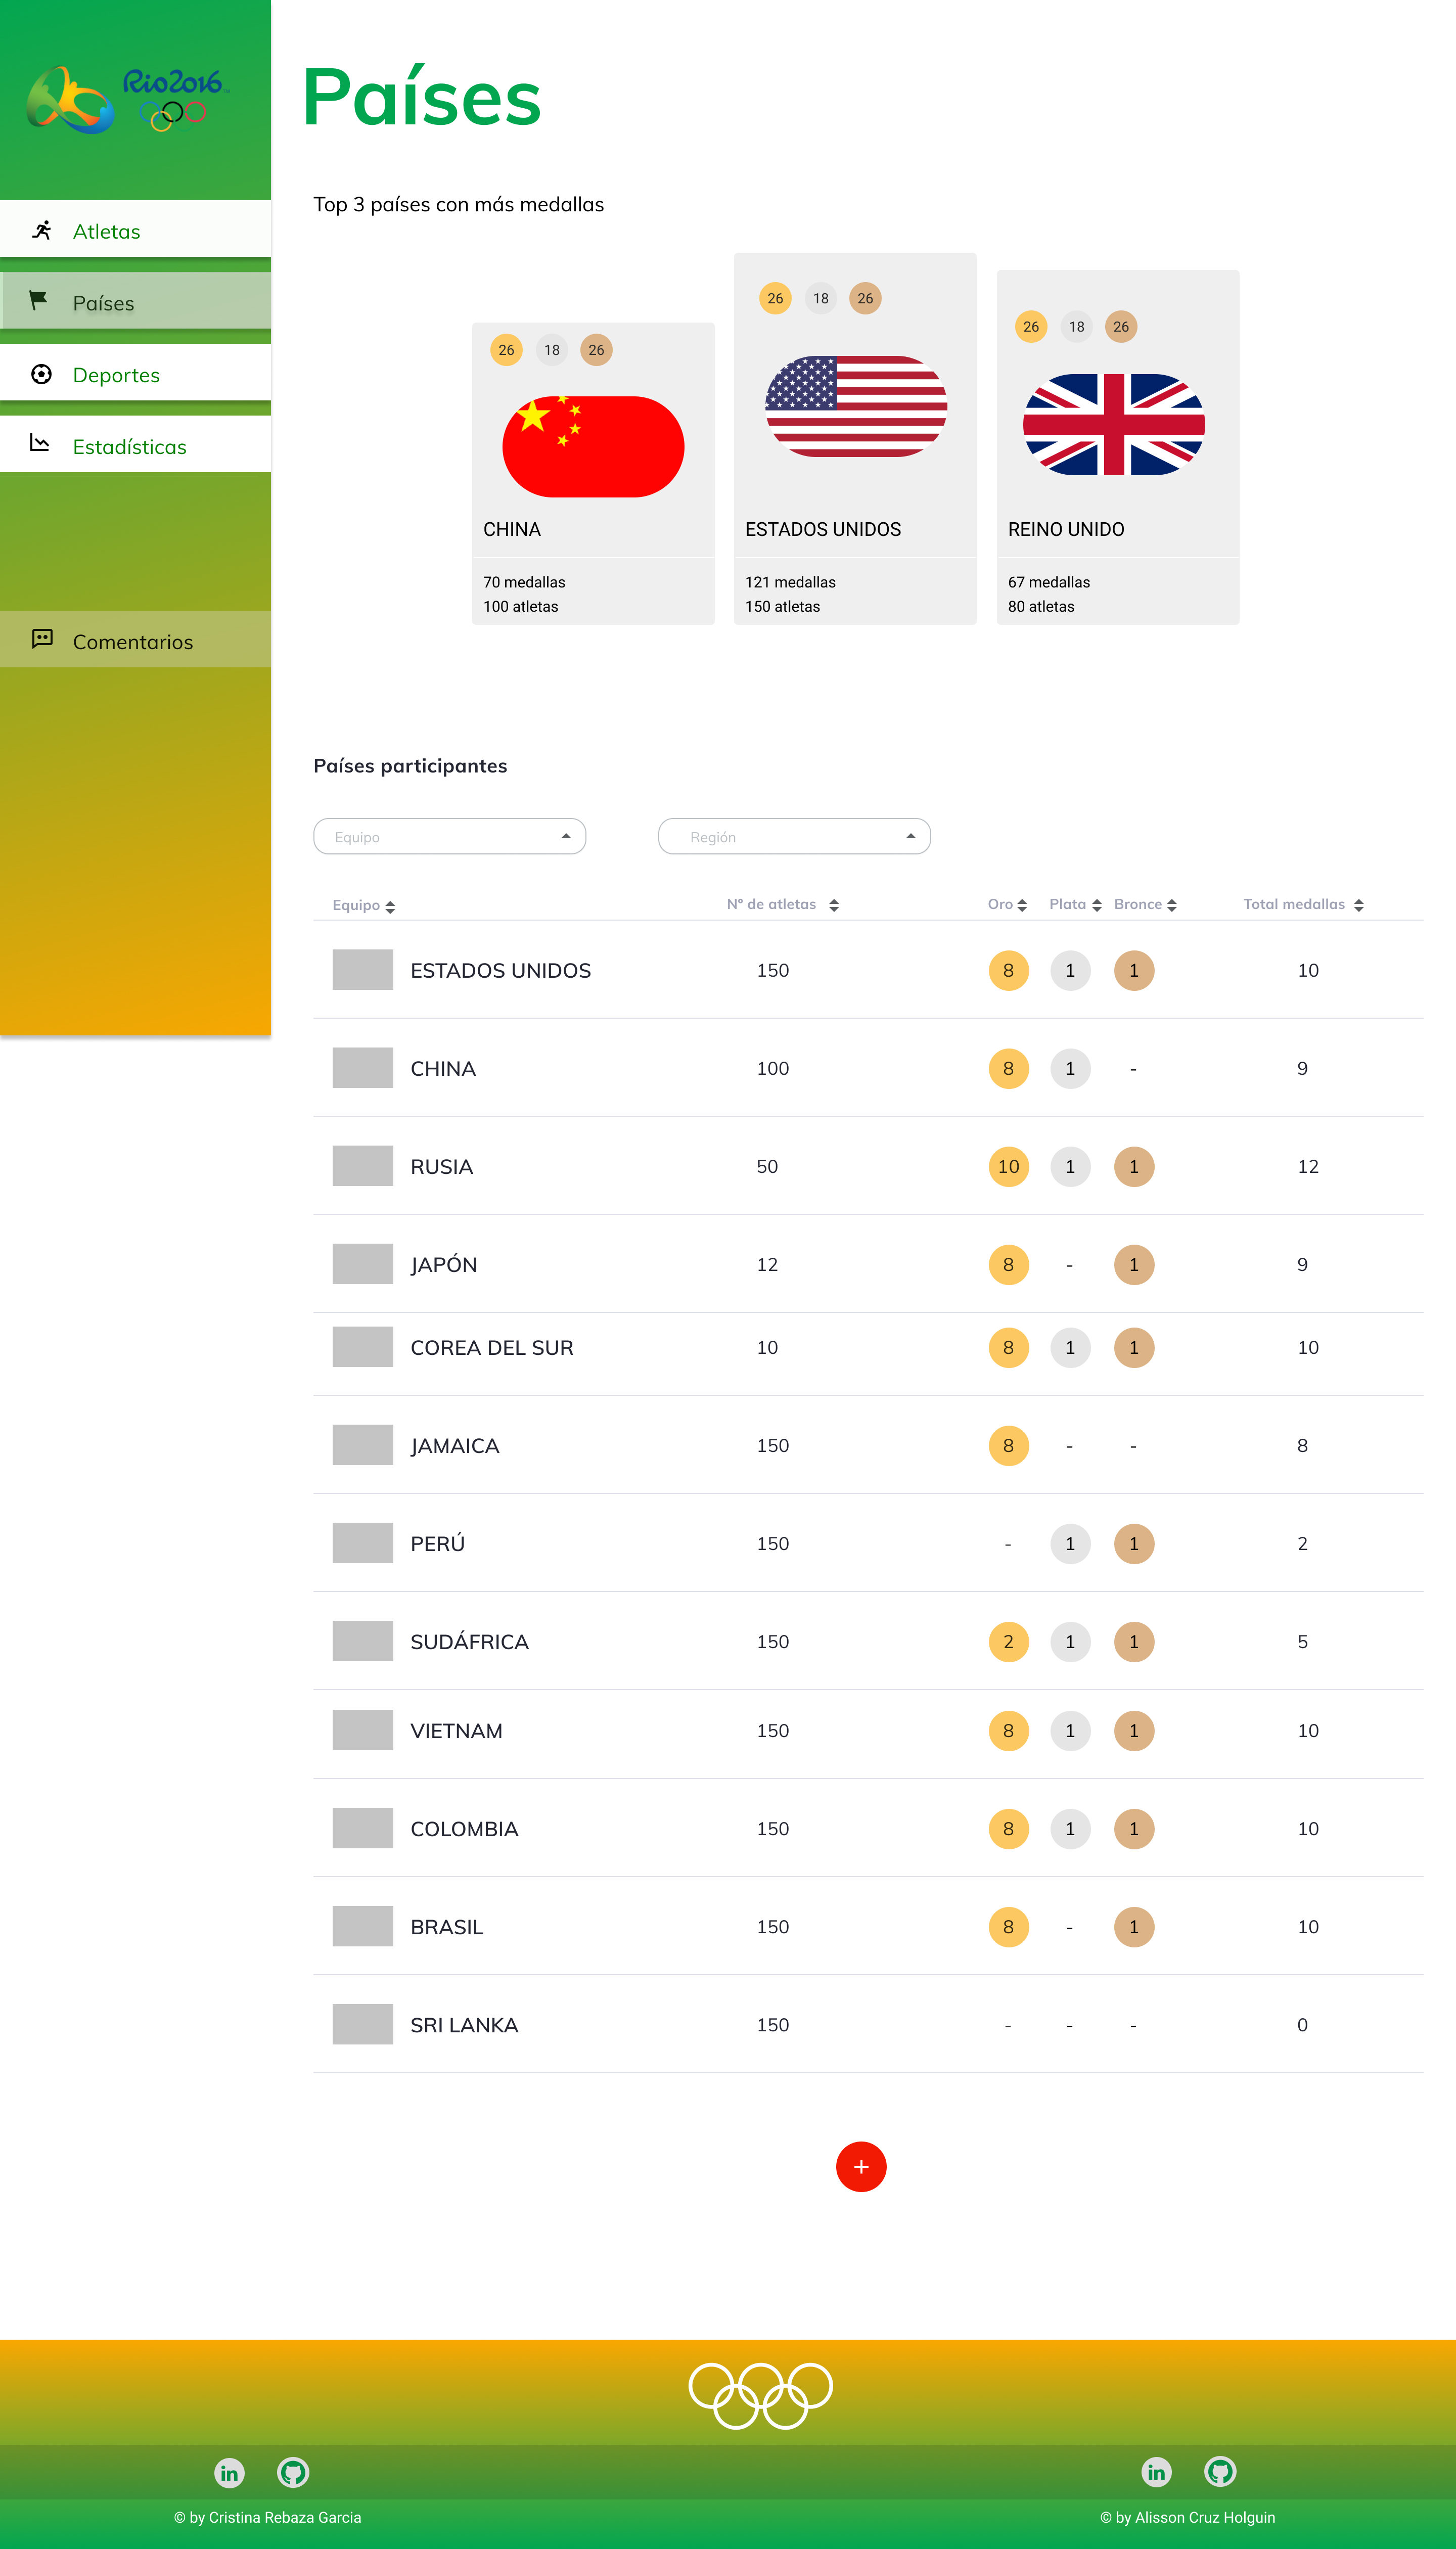 Rio2016™
Países
Atletas
Países
Deportes
Estadísticas
Comentarios
Top 3 países con más medallas
26 18 26
CHINA
70 medallas
100 atletas
26 18 26
ESTADOS UNIDOS
121 medallas
150 atletas
26 18 26
REINO UNIDO
67 medallas
80 atletas
Países participantes
Equipo
Región
Equipo Nº de atletas Oro Plata Bronce Total medallas
ESTADOS UNIDOS 150 8 1 1 10
CHINA 100 8 1 - 9
RUSIA 50 10 1 1 12
JAPÓN 12 8 - 1 9
COREA DEL SUR 10 8 1 1 10
JAMAICA 150 8 - - 8
PERÚ 150 - 1 1 2
SUDÁFRICA 150 2 1 1 5
VIETNAM 150 8 1 1 10
COLOMBIA 150 8 1 1 10
BRASIL 150 8 - 1 10
SRI LANKA 150 - - - 0
+
in
in
© by Cristina Rebaza Garcia
© by Alisson Cruz Holguin